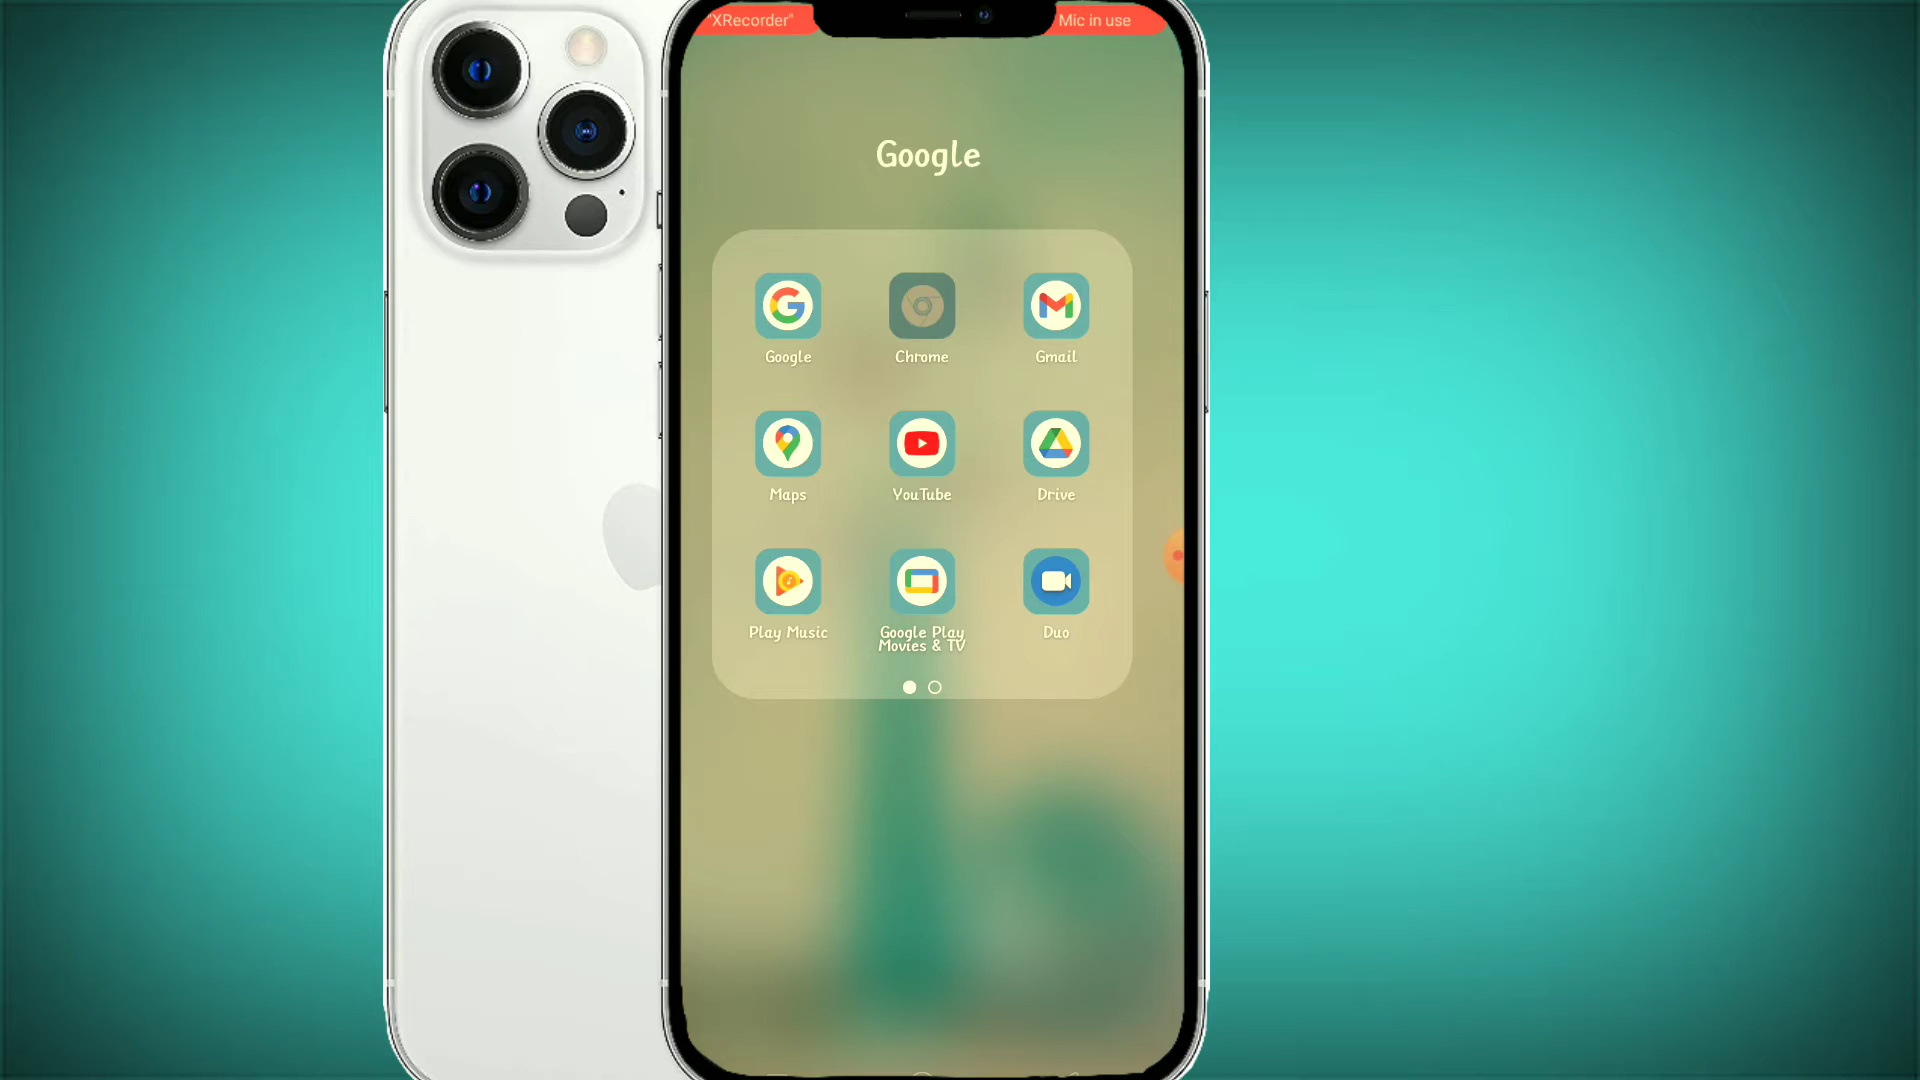 "XRecorder"
Mic in use
Google
Google
Chrome
Gmail
Maps
YouTube
Drive
Play Music
Google Play
Movies & TV
Duo